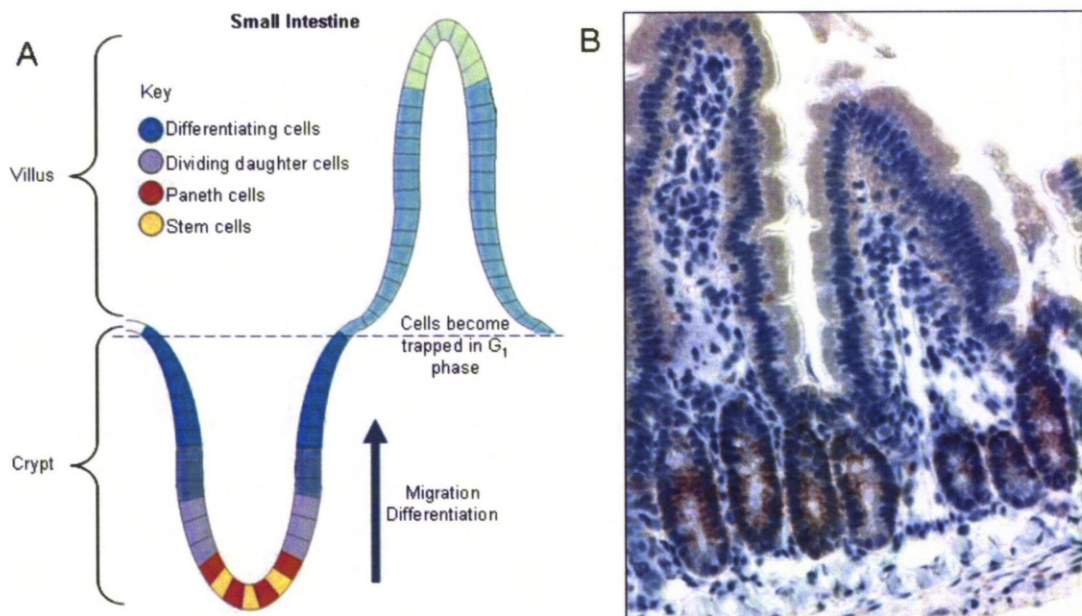 A
Small Intestine
Key
Differentiating cells
Dividing daughter cells
Paneth cells
Stem cells
Villus
Cells become
trapped in G₁
phase
Crypt
Migration
Differentiation
B